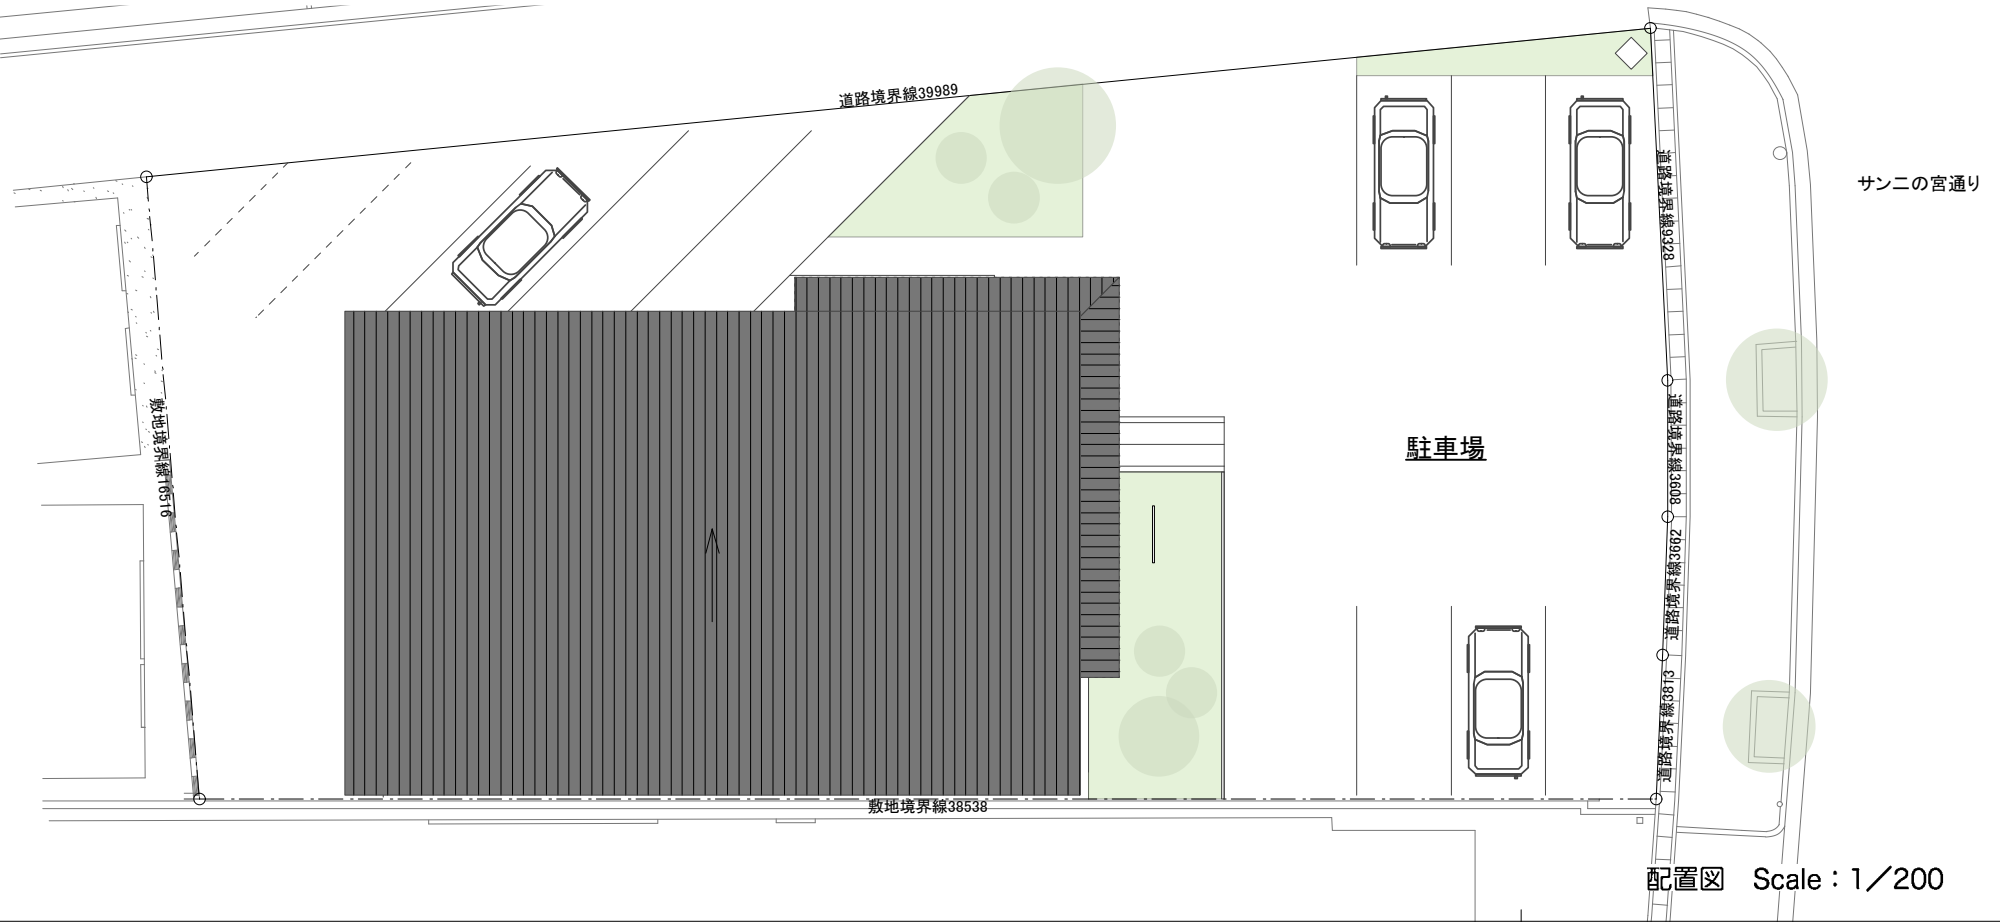 道路境界線39989
サン二の宮通り
道路境界線9328
敷地境界線16516
道路境界線3908
駐車場
道路境界線3662
道路境界線3813
敷地境界線38538
配置図　Scale：1／200